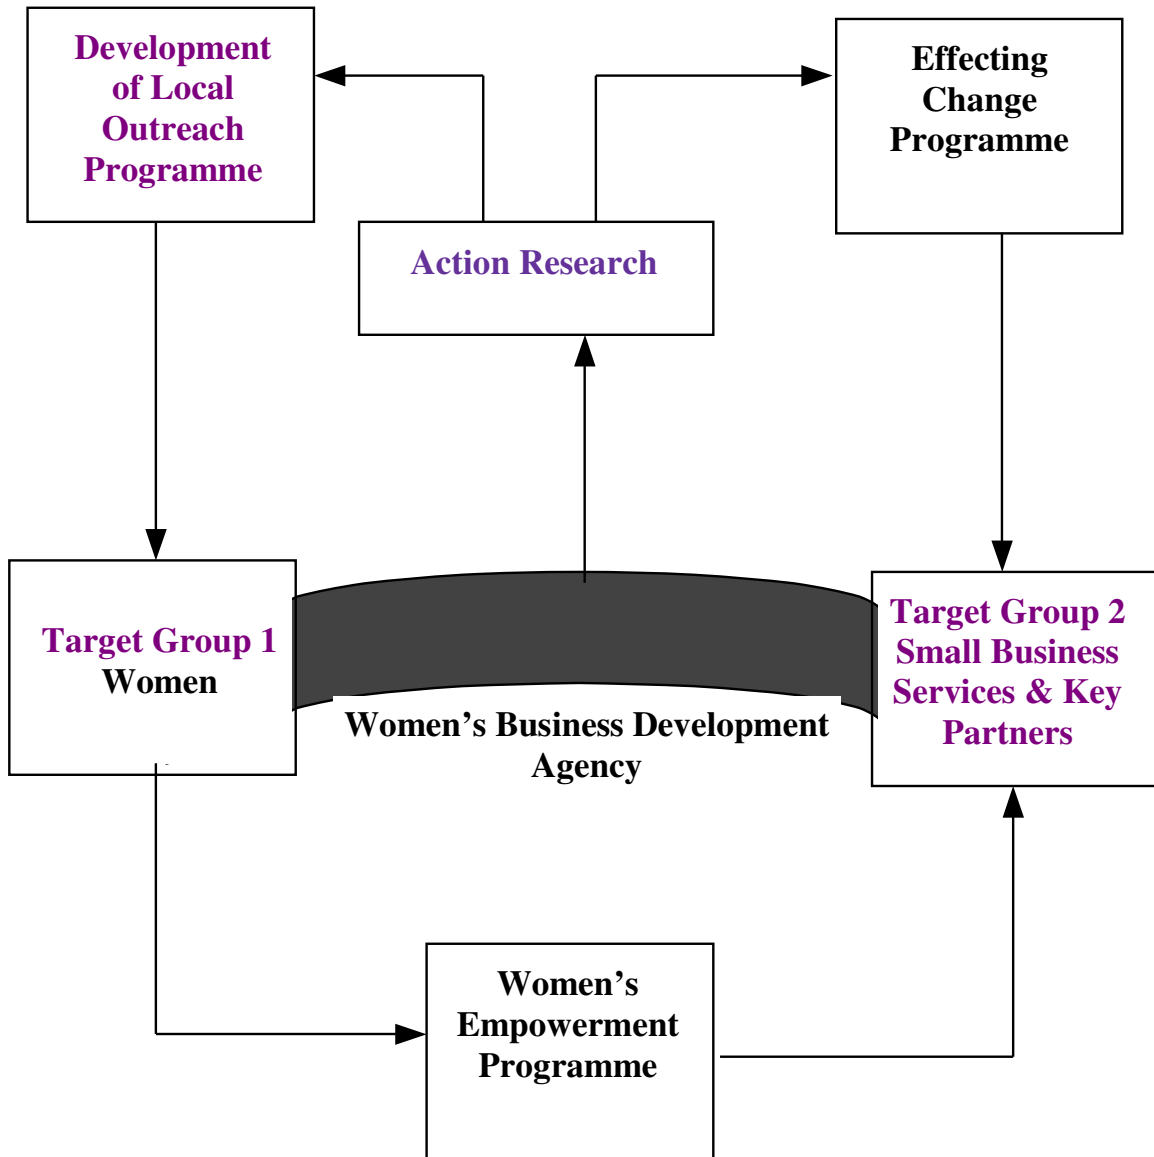 Development
of Local
Outreach
Programme
Effecting
Change
Programme
Action Research
Target Group 1
Women
Target Group 2
Small Business
Services & Key
Partners
Women’s Business Development
Agency
Women’s
Empowerment
Programme